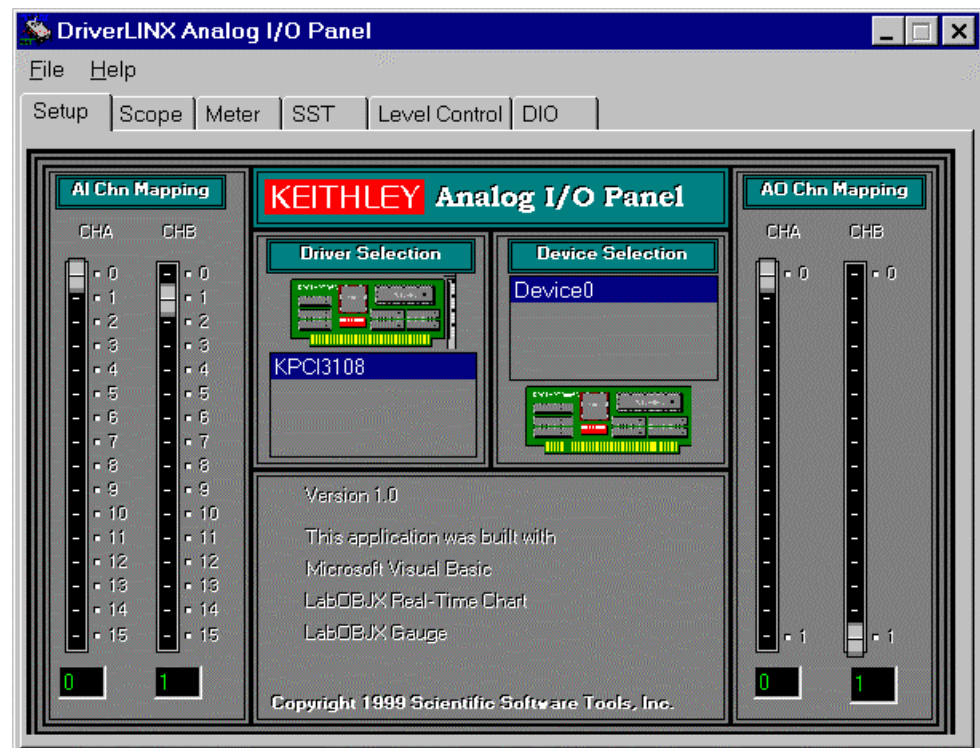 DriverLINX Analog I/O Panel
File Help
Setup Scope Meter SST Level Control DIO
AI Chn Mapping
CHA CHB
0 0
1 1
2 2
3 3
4 4
5 5
6 6
7 7
8 8
9 9
10 10
11 11
12 12
13 13
14 14
15 15
0 1
KEITHLEY Analog I/O Panel
Driver Selection
KPCI3108
Device Selection
Device0
Version 1.0
This application was built with
Microsoft Visual Basic
LabOBJX Real-Time Chart
LabOBJX Gauge
Copyright 1999 Scientific Software Tools, Inc.
AO Chn Mapping
CHA CHB
0 0
1 1
0 1